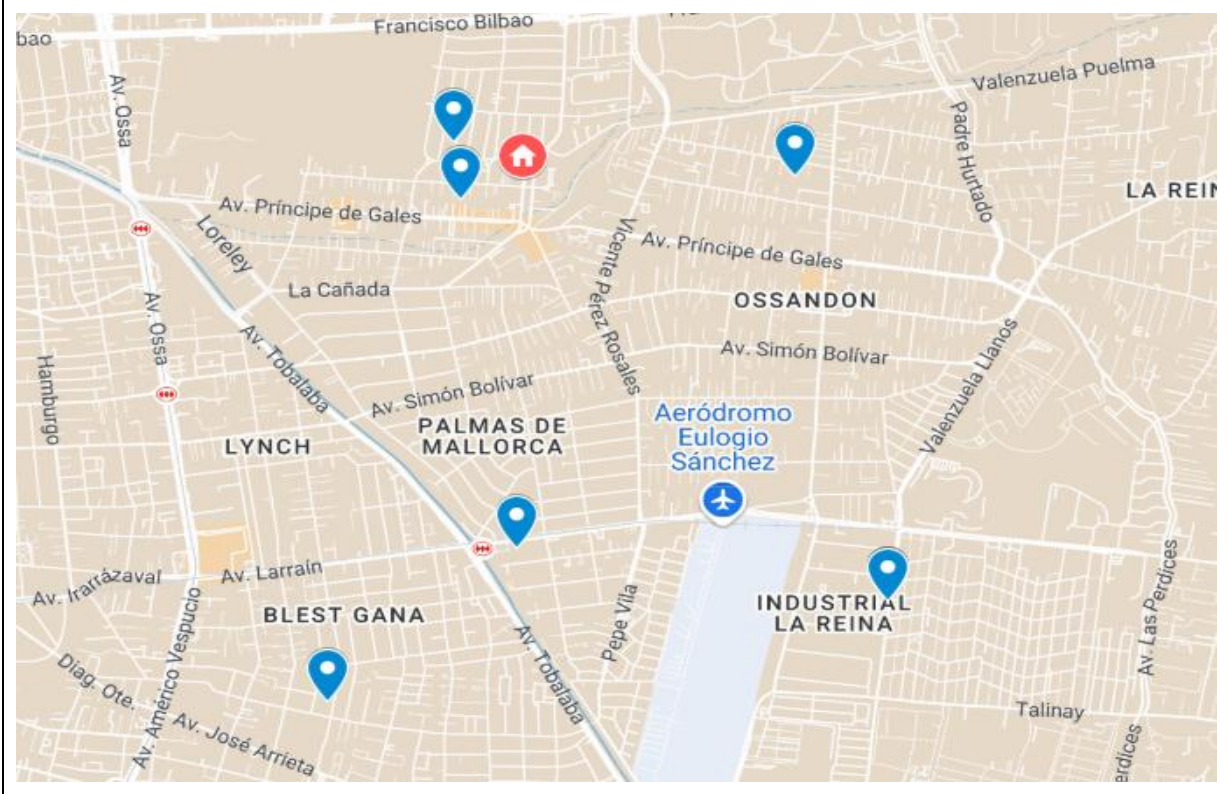 bao
Francisco Bilbao
Av. Ossa
Valenzuela Puelma
Padre Hurtado
LA REIN
Av. Príncipe de Gales
Loreley
Vicente Pérez Rosales
Av. Príncipe de Gales
La Cañada
OSSANDON
Av. Ossa
Av. Tobalaba
Hamburgo
Av. Simón Bolívar
Valenzuela Llanos
Av. Simón Bolívar
PALMAS DE
MALLORCA
LYNCH
Aeródromo
Eulogio
Sánchez
Av. Irarrázaval
Av. Larraín
BLEST GANA
Av. Américo Vespucio
Pepe Vila
INDUSTRIAL
LA REINA
Av. Las Perdices
Av. Tobalaba
Diag. Ote.
Av. José Arrieta
Talinay
erdices